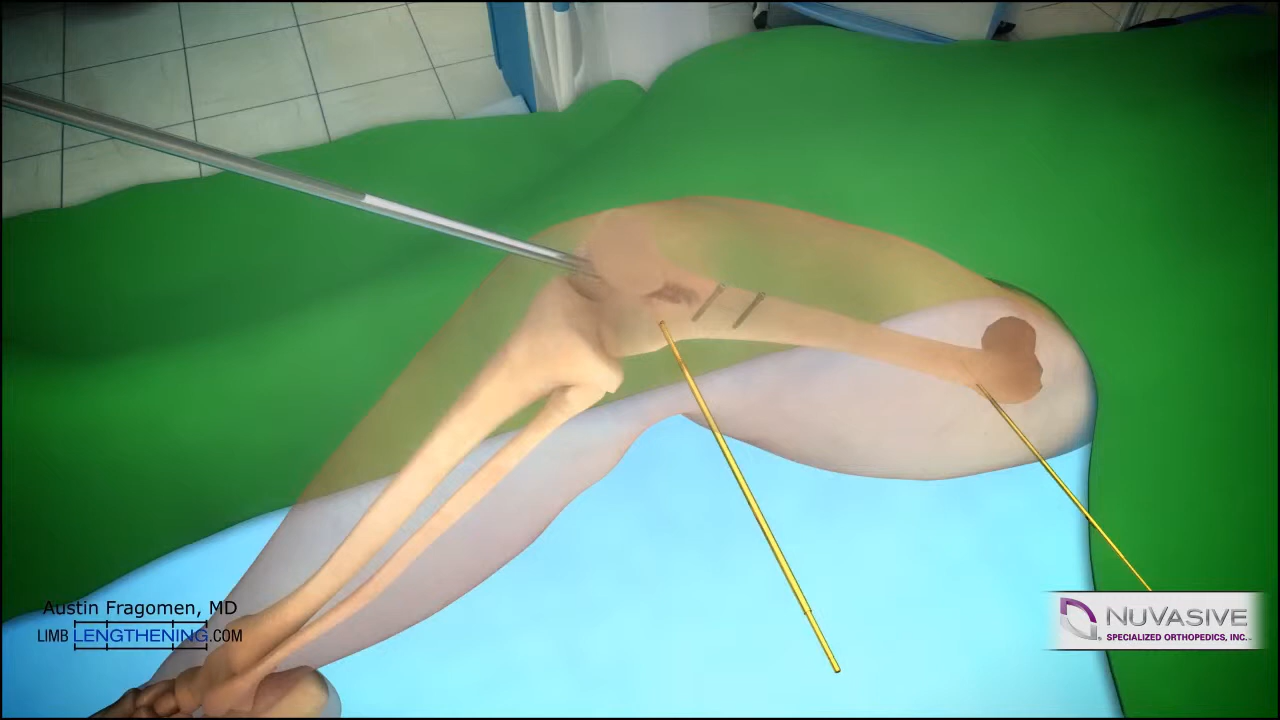 Austin Fragomen, MD
LIMB LENGTHENING.COM
NUVASIVE
SPECIALIZED ORTHOPEDICS, INC.